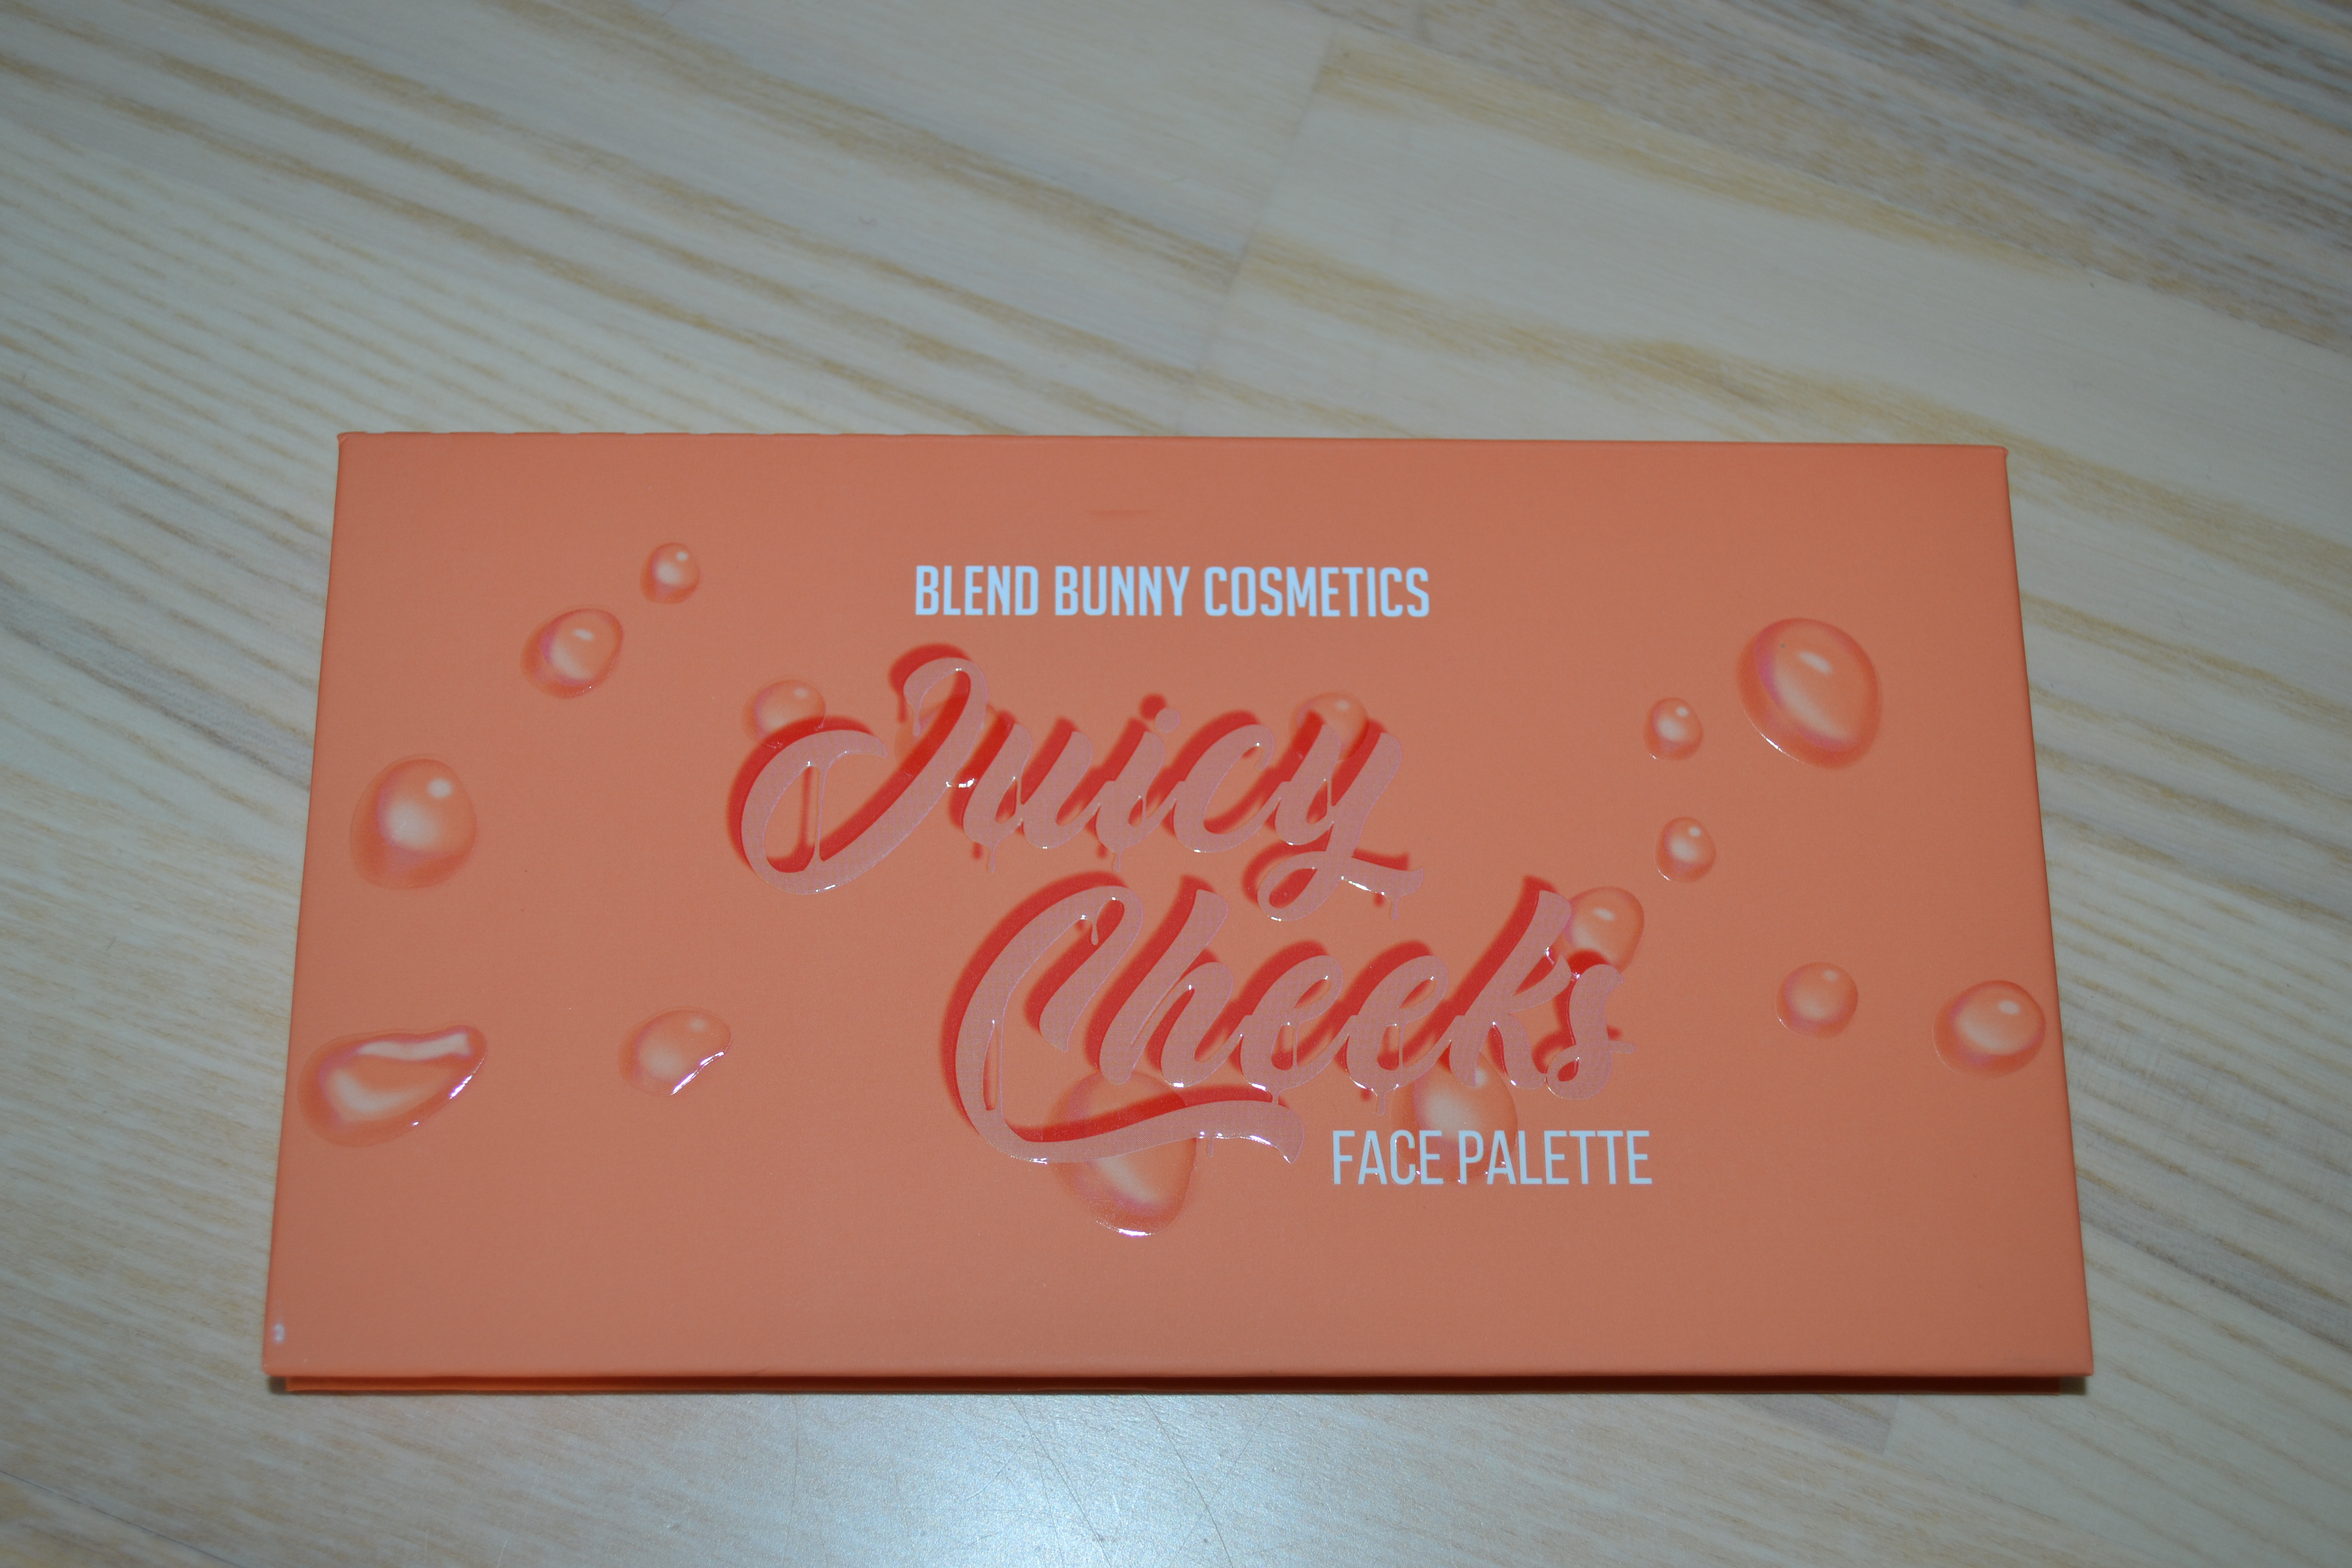 BLEND BUNNY COSMETICS
Juicy
Cheeks
FACE PALETTE